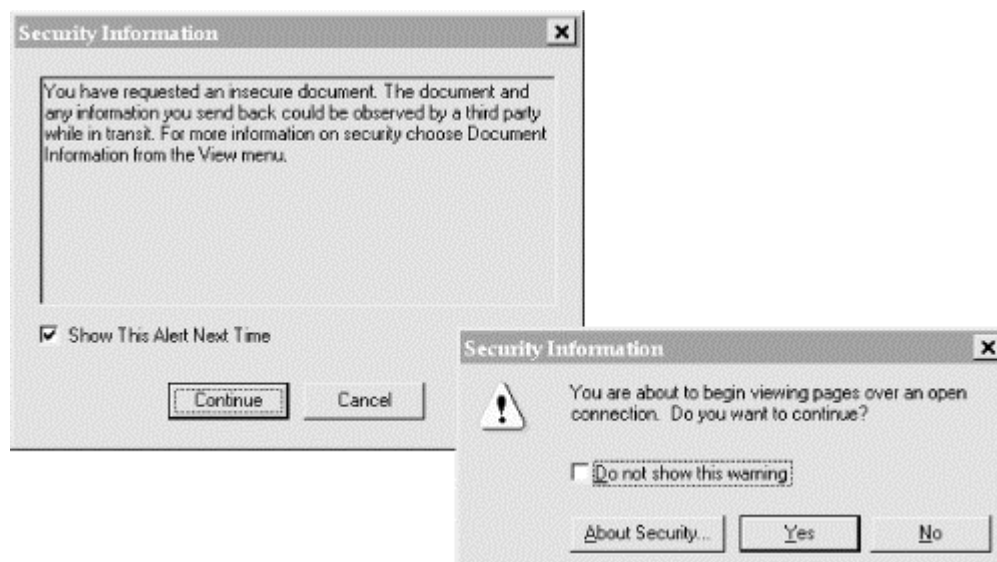 Security Information
You have requested an insecure document. The document and
any information you send back could be observed by a third party
while in transit. For more information on security choose Document
Information from the View menu.
Show This Alert Next Time
Continue
Cancel
Security Information
You are about to begin viewing pages over an open
connection. Do you want to continue?
Do not show this warning
About Security...
Yes
No